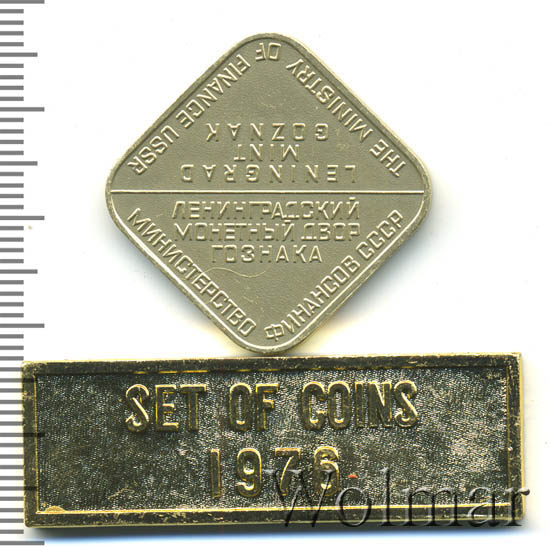 THE MINISTRY OF FINANCE USSR
LENINGRAD
MINT
GOZNAK
ЛЕНИНГРАДСКИЙ
МОНЕТНЫЙ ДВОР
ГОЗНАКА
МИНИСТЕРСТВО ФИНАНСОВ СССР
SET OF COINS
1976
Wolmar